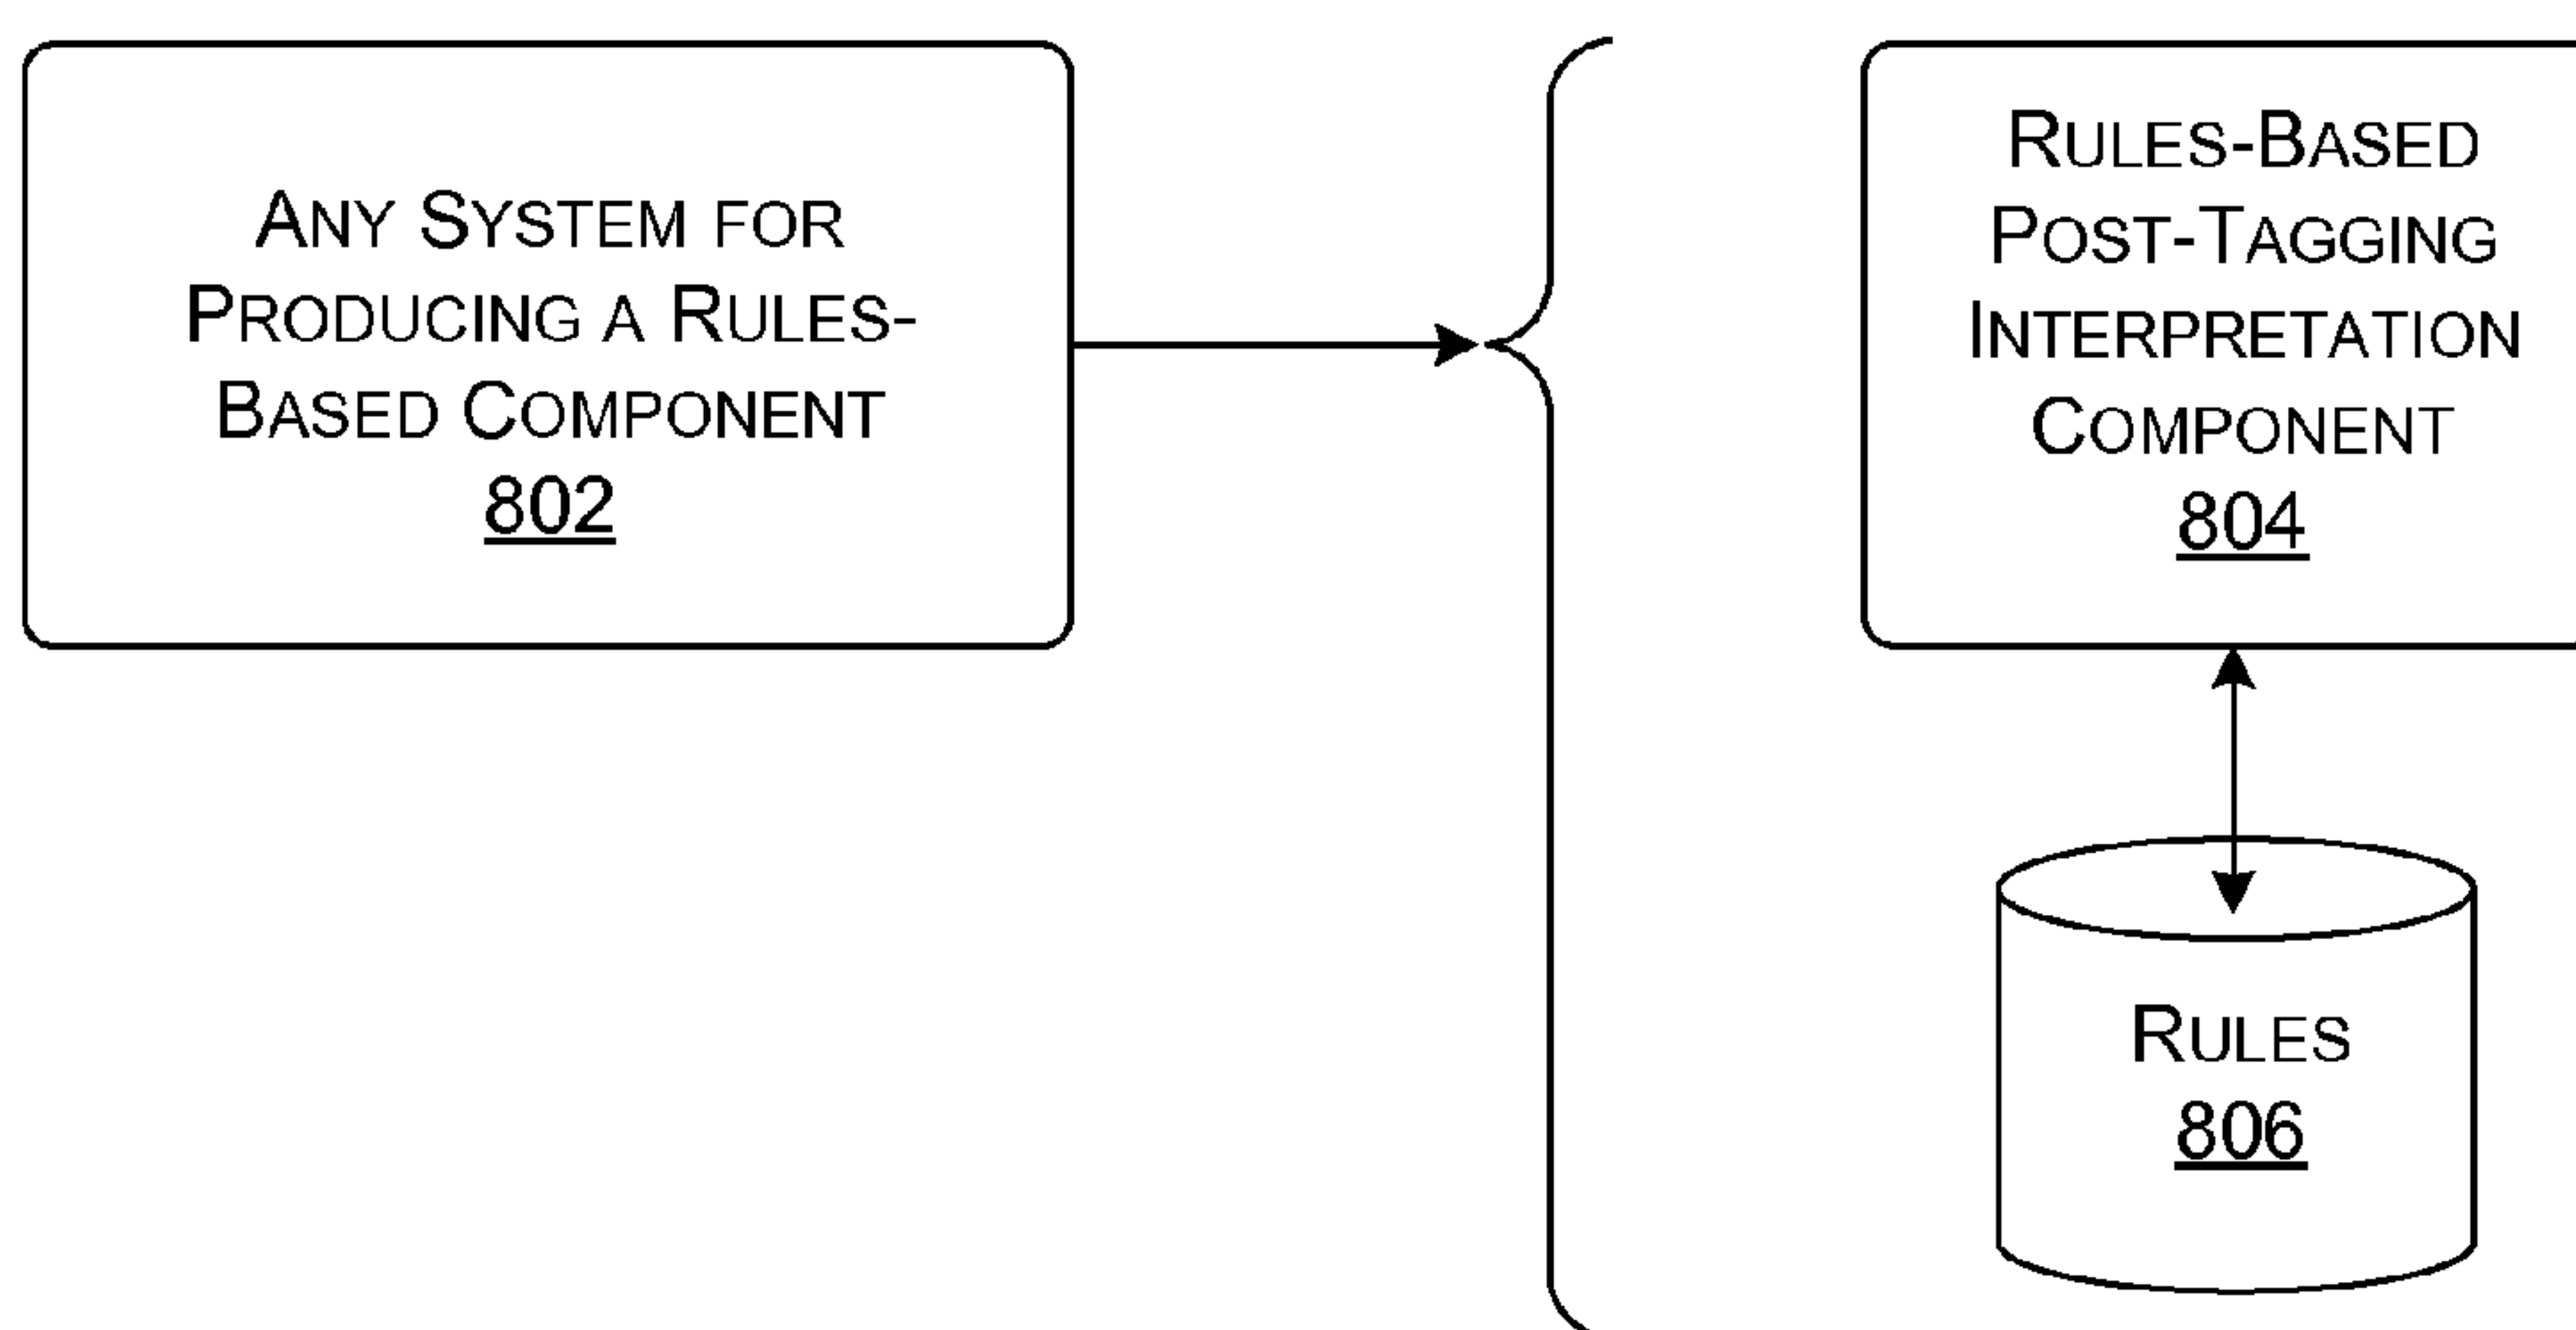 ANY SYSTEM FOR
PRODUCING A RULES-
BASED COMPONENT
802
RULES-BASED
POST-TAGGING
INTERPRETATION
COMPONENT
804
RULES
806